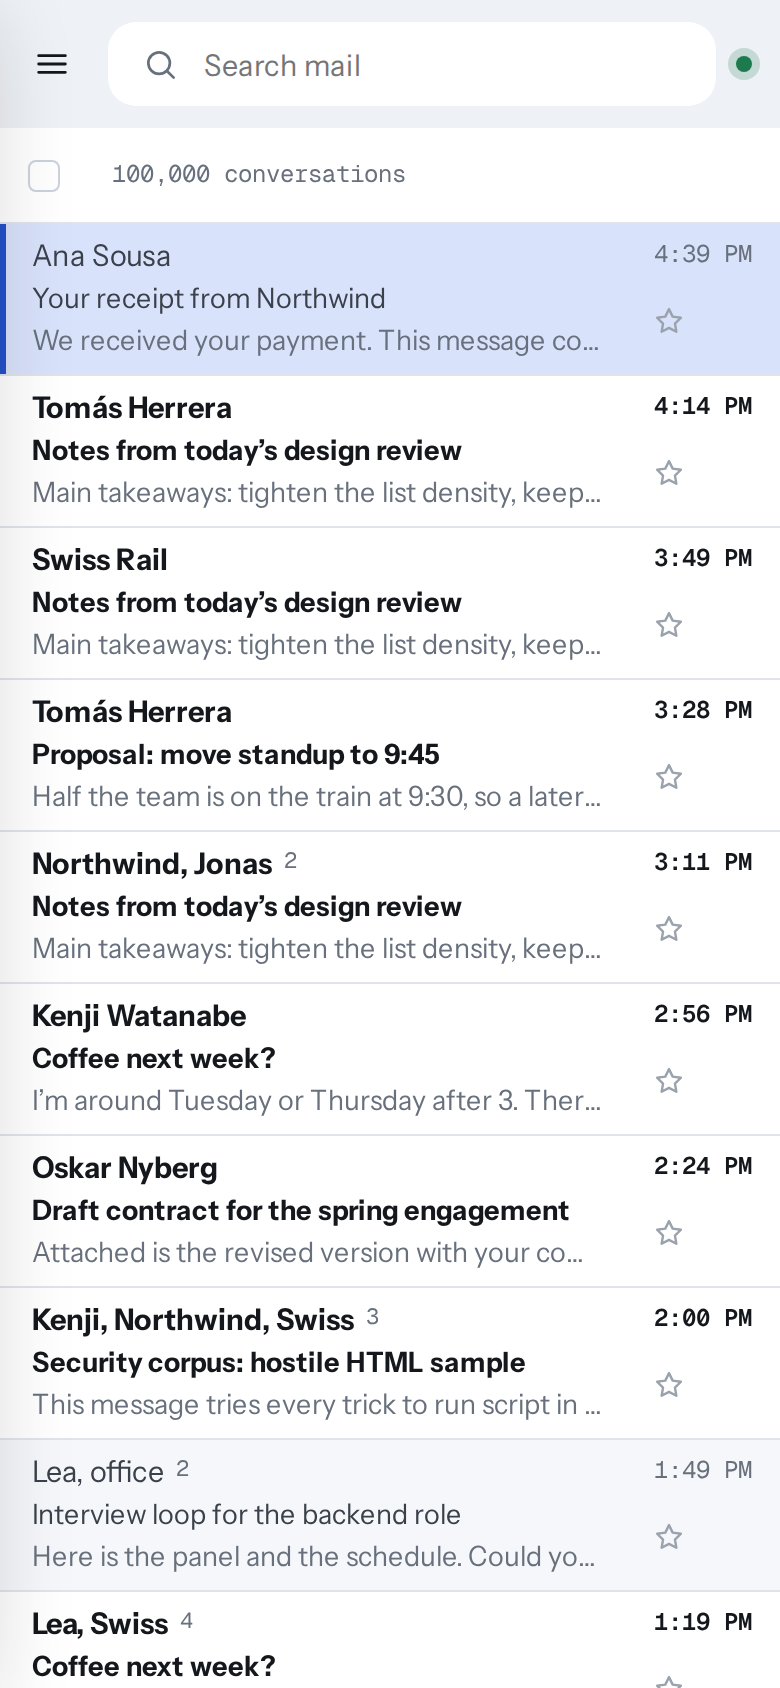 Search mail
100,000 conversations
Ana Sousa 4:39 PM
Your receipt from Northwind
We received your payment. This message co...
Tomás Herrera 4:14 PM
Notes from today’s design review
Main takeaways: tighten the list density, keep...
Swiss Rail 3:49 PM
Notes from today’s design review
Main takeaways: tighten the list density, keep...
Tomás Herrera 3:28 PM
Proposal: move standup to 9:45
Half the team is on the train at 9:30, so a later...
Northwind, Jonas 2 3:11 PM
Notes from today’s design review
Main takeaways: tighten the list density, keep...
Kenji Watanabe 2:56 PM
Coffee next week?
I’m around Tuesday or Thursday after 3. Ther...
Oskar Nyberg 2:24 PM
Draft contract for the spring engagement
Attached is the revised version with your co...
Kenji, Northwind, Swiss 3 2:00 PM
Security corpus: hostile HTML sample
This message tries every trick to run script in ...
Lea, office 2 1:49 PM
Interview loop for the backend role
Here is the panel and the schedule. Could yo...
Lea, Swiss 4 1:19 PM
Coffee next week?